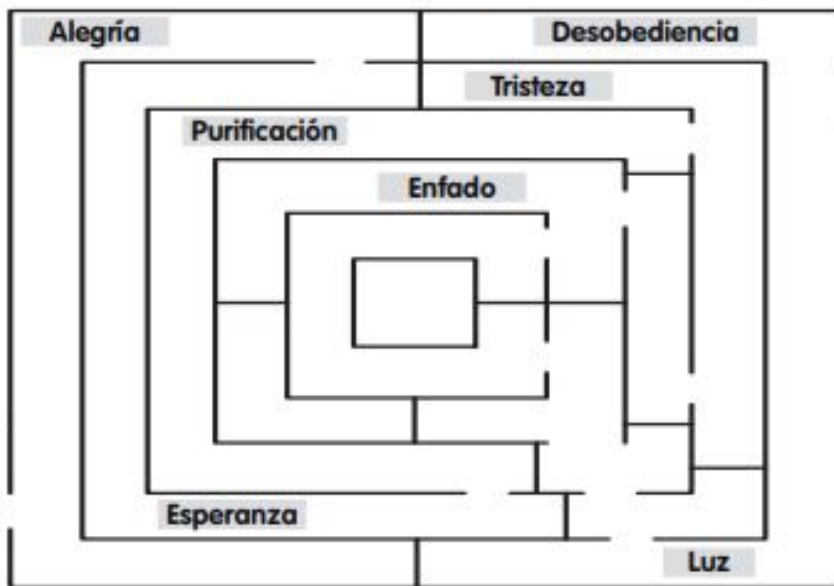 Alegría
Desobediencia
Tristeza
Purificación
Enfado
Esperanza
Luz